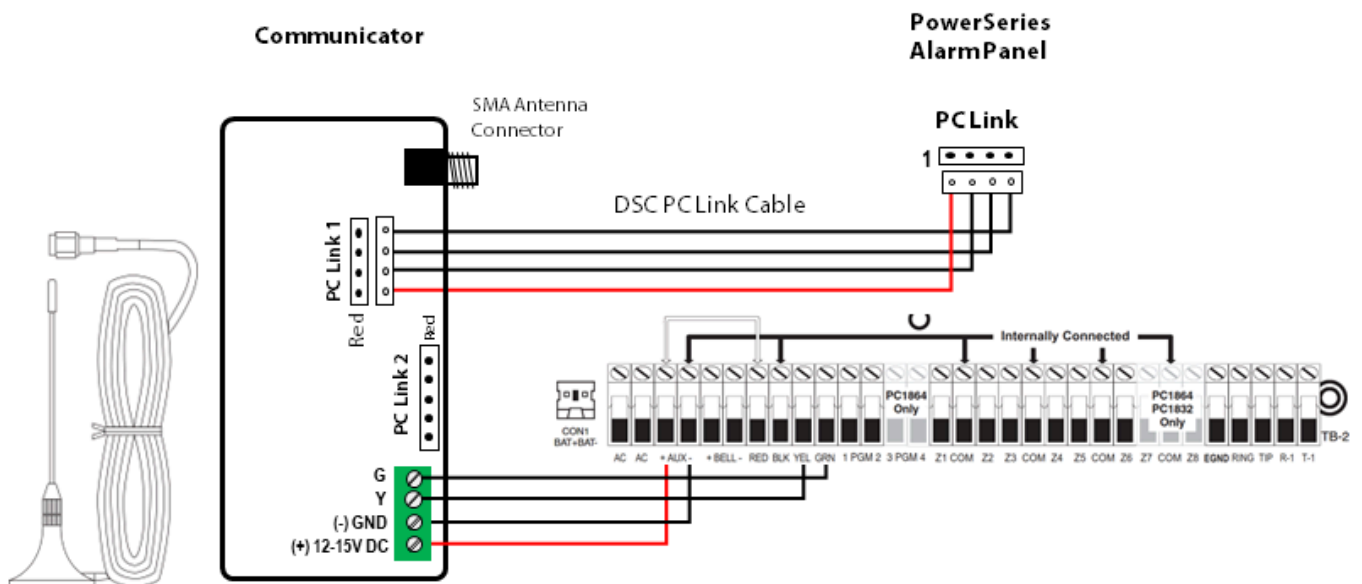 Communicator
PowerSeries
AlarmPanel
SMA Antenna
Connector
PC Link
1
DSC PC Link Cable
PC Link 1
Red
Red
PC Link 2
Internally Connected
PC1864
Only
PC1864
PC1832
Only
CON1
BAT+BAT-
TB-2
AC AC + AUX - + BELL - RED BLK YEL GRN 1 PGM 2 3 PGM 4 Z1 COM Z2 Z3 COM Z4 Z5 COM Z6 Z7 COM Z8 EGND RING TIP R-1 T-1
G
Y
(-) GND
(+) 12-15V DC